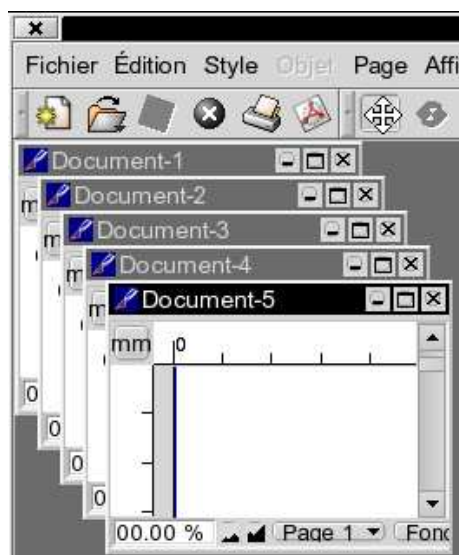 Fichier Édition Style Objet Page Affi
Document-1
Document-2
Document-3
Document-4
Document-5
mm 0
00.00 % Page 1 Fond